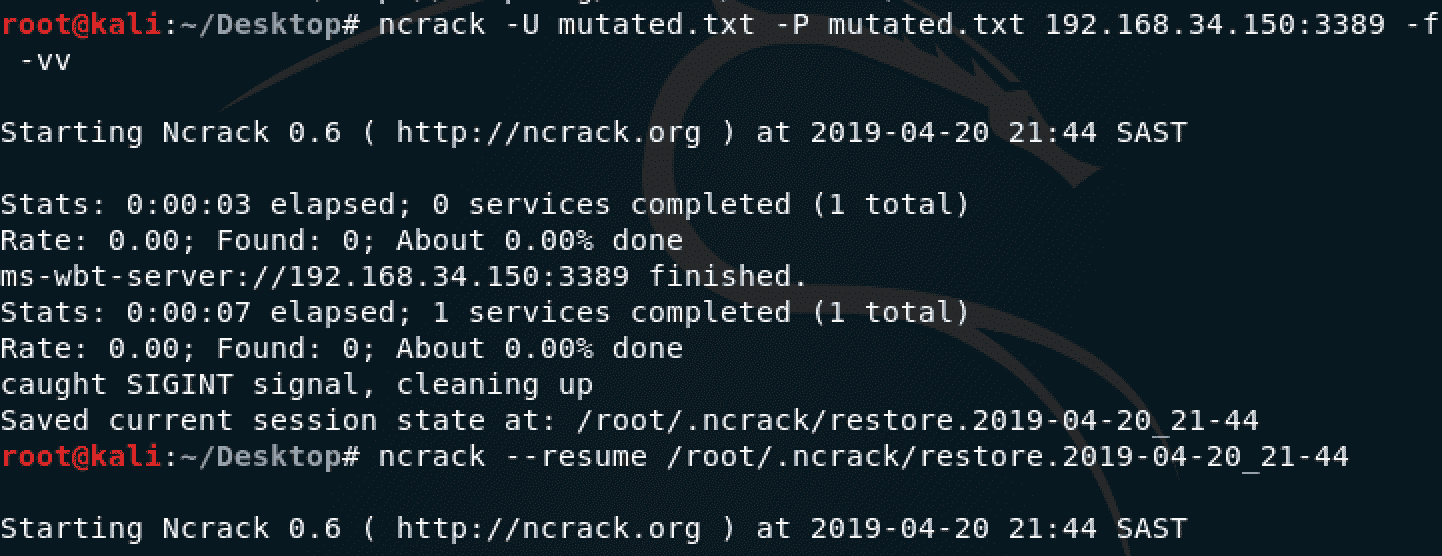 root@kali:~/Desktop# ncrack -U mutated.txt -P mutated.txt 192.168.34.150:3389 -f
 -vv
Starting Ncrack 0.6 ( http://ncrack.org ) at 2019-04-20 21:44 SAST
Stats: 0:00:03 elapsed; 0 services completed (1 total)
Rate: 0.00; Found: 0; About 0.00% done
ms-wbt-server://192.168.34.150:3389 finished.
Stats: 0:00:07 elapsed; 1 services completed (1 total)
Rate: 0.00; Found: 0; About 0.00% done
caught SIGINT signal, cleaning up
Saved current session state at: /root/.ncrack/restore.2019-04-20_21-44
root@kali:~/Desktop# ncrack --resume /root/.ncrack/restore.2019-04-20_21-44
Starting Ncrack 0.6 ( http://ncrack.org ) at 2019-04-20 21:44 SAST